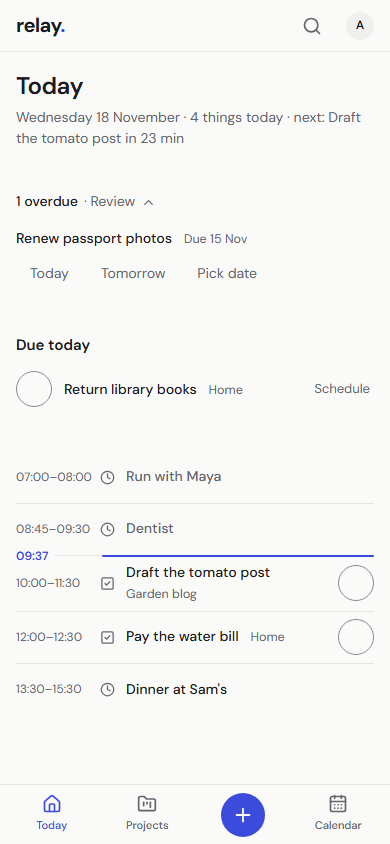 relay.
A
Today
Wednesday 18 November · 4 things today · next: Draft
the tomato post in 23 min
1 overdue · Review
Renew passport photos Due 15 Nov
Today Tomorrow Pick date
Due today
Return library books Home Schedule
07:00–08:00 Run with Maya
08:45–09:30 Dentist
09:37
Draft the tomato post
10:00–11:30
Garden blog
12:00–12:30 Pay the water bill Home
13:30–15:30 Dinner at Sam's
Today Projects Calendar